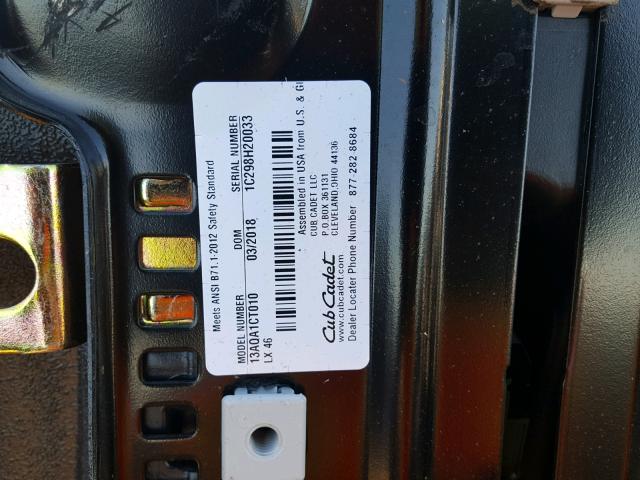 Meets ANSI B71.1-2012 Safety Standard
MODEL NUMBER DOM SERIAL NUMBER
13AQA1CT010 03/2018 1C298H20033
LX 46
Assembled in USA from U.S. & Gl
CUB CADET LLC
P.O.BOX 361131
CLEVELAND,OHIO 44136
Cub Cadet
www.cubcadet.com
Dealer Locater Phone Number 877-282 8684